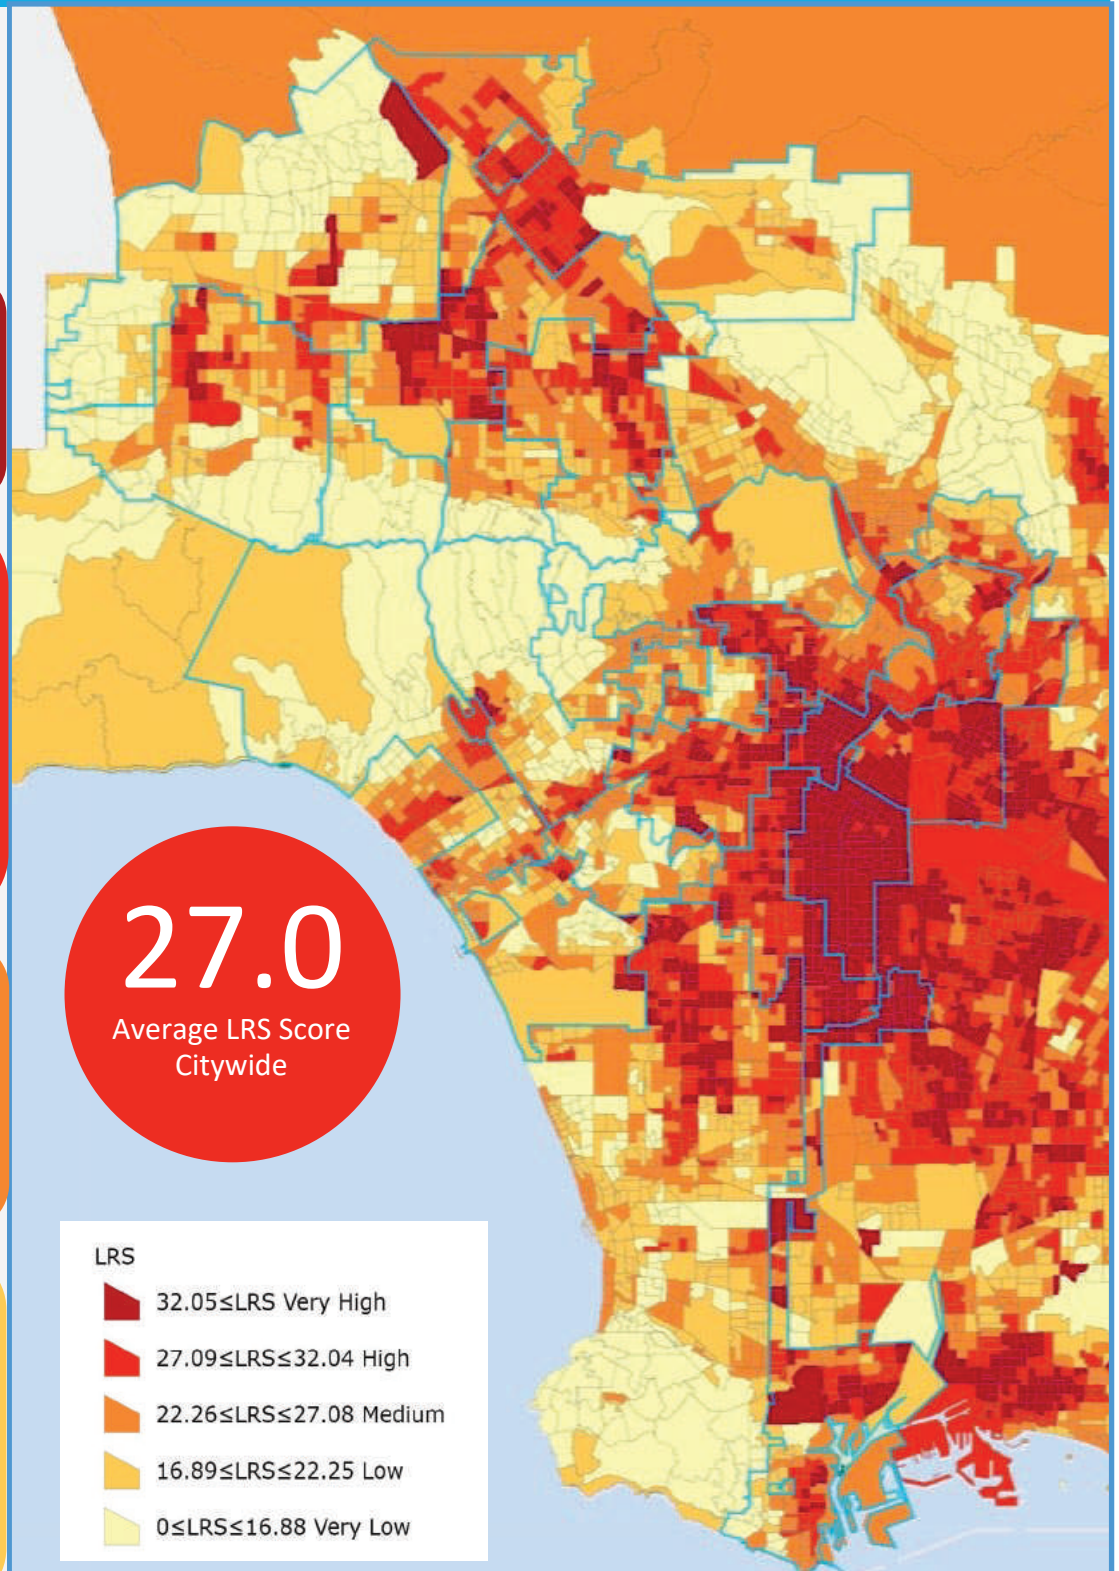 27.0
Average LRS Score
Citywide
LRS
32.05≤LRS Very High
27.09≤LRS≤32.04 High
22.26≤LRS≤27.08 Medium
16.89≤LRS≤22.25 Low
0≤LRS≤16.88 Very Low